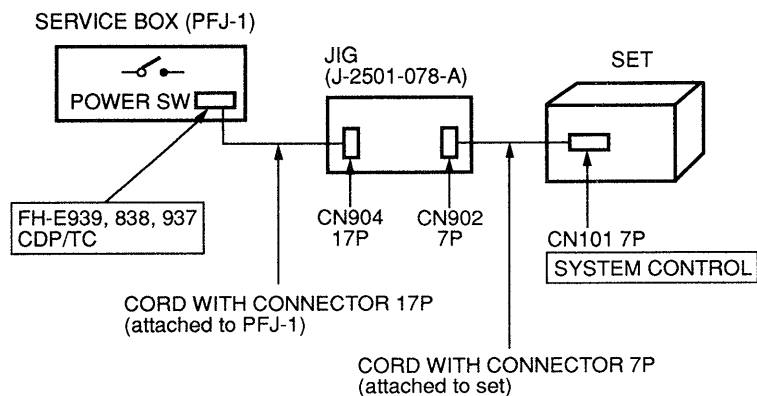 SERVICE BOX (PFJ-1)
POWER SW
FH-E939, 838, 937
CDP/TC
JIG
(J-2501-078-A)
CN904
17P
CN902
7P
SET
CN101 7P
SYSTEM CONTROL
CORD WITH CONNECTOR 17P
(attached to PFJ-1)
CORD WITH CONNECTOR 7P
(attached to set)